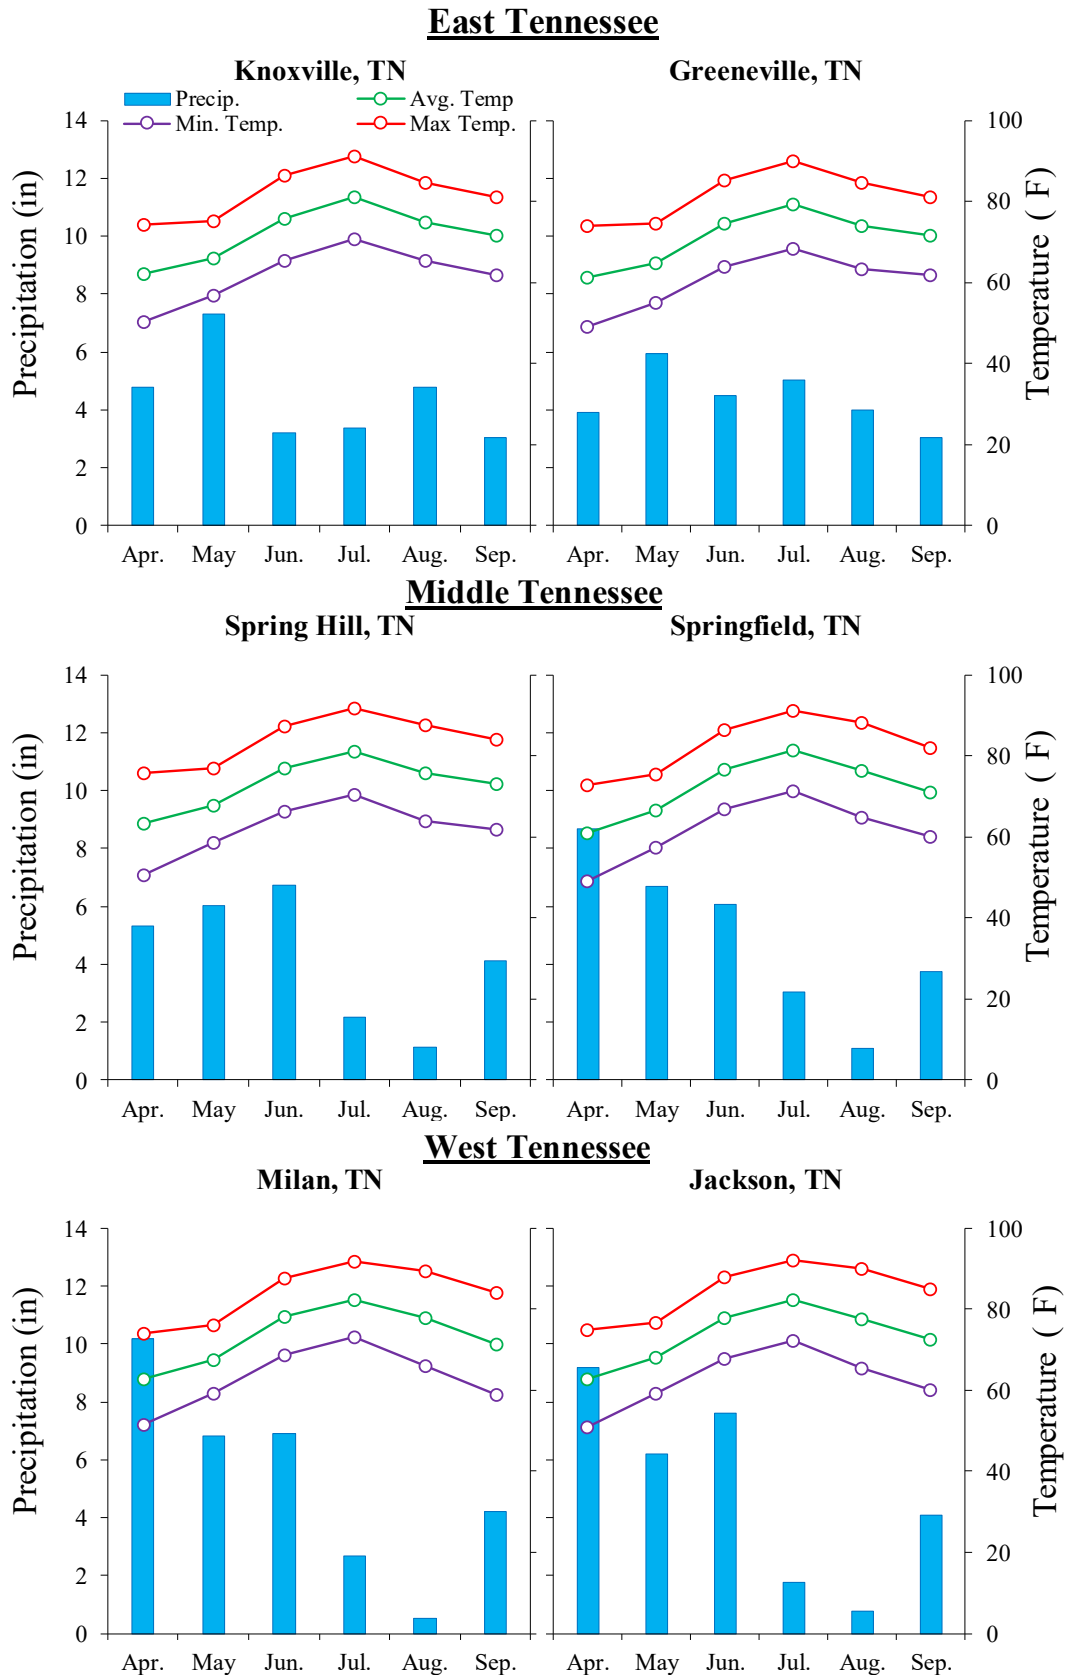 East Tennessee
Knoxville, TN
Greeneville, TN
Precip.
Avg. Temp
Min. Temp.
Max Temp.
Precipitation (in)
14
12
10
8
6
4
2
0
100
80
60
40
20
0
Temperature ( F)
Apr. May Jun. Jul. Aug. Sep.
Apr. May Jun. Jul. Aug. Sep.
Middle Tennessee
Spring Hill, TN
Springfield, TN
Precipitation (in)
14
12
10
8
6
4
2
0
100
80
60
40
20
0
Temperature ( F)
Apr. May Jun. Jul. Aug. Sep.
Apr. May Jun. Jul. Aug. Sep.
West Tennessee
Milan, TN
Jackson, TN
Precipitation (in)
14
12
10
8
6
4
2
0
100
80
60
40
20
0
Temperature ( F)
Apr. May Jun. Jul. Aug. Sep.
Apr. May Jun. Jul. Aug. Sep.